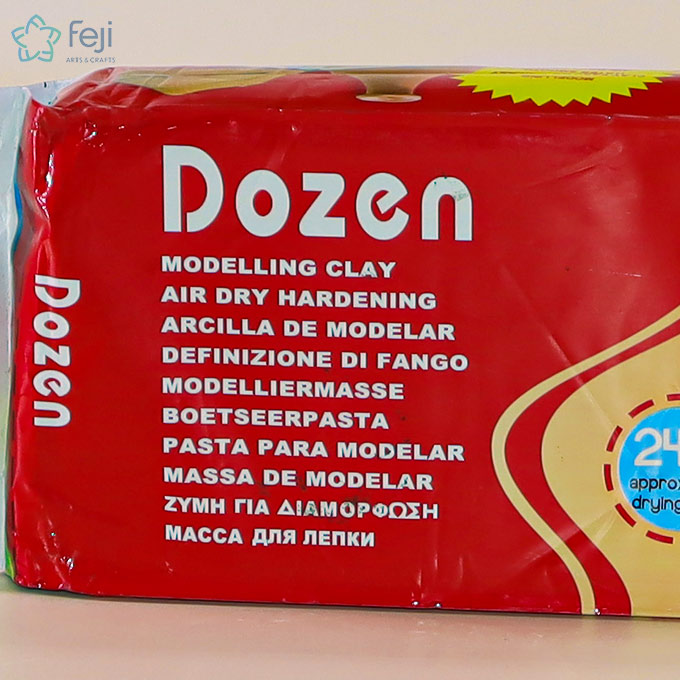 feji
ARTS & CRAFTS
Dozen
MODELLING CLAY
AIR DRY HARDENING
ARCILLA DE MODELAR
DEFINIZIONE DI FANGO
MODELLIERMASSE
BOETSEERPASTA
PASTA PARA MODELAR
MASSA DE MODELAR
ΖΥΜΗ ΓΙΑ ΔΙΑΜΟΡΦΩΣΗ
МАССА ДЛЯ ЛЕПКИ
Dozen
24
approx
drying